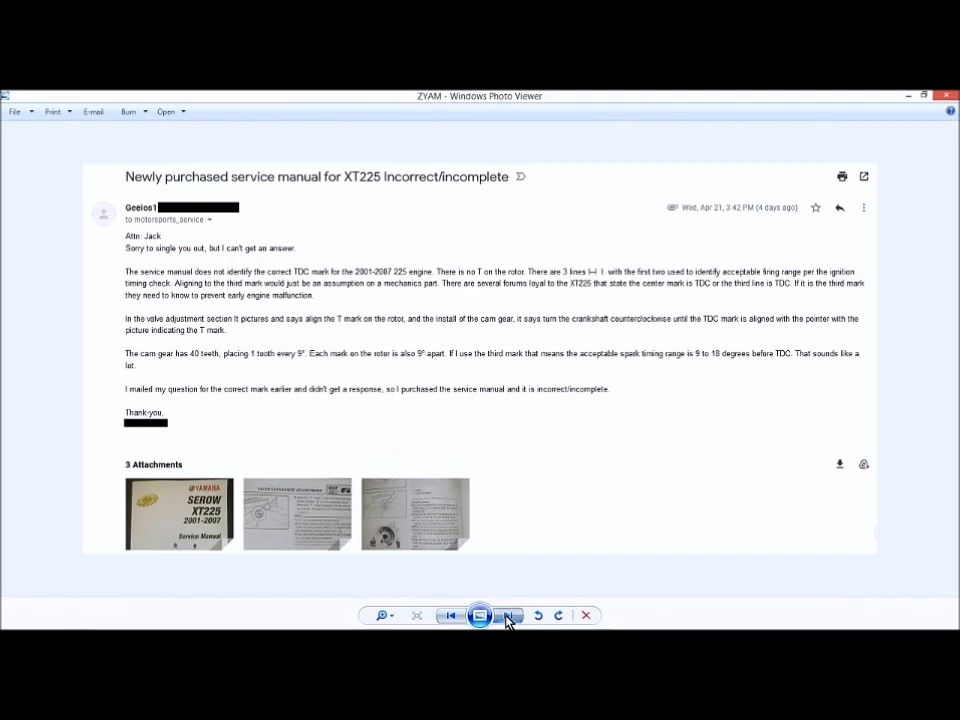 ZYAM - Windows Photo Viewer
File Print E-mail Burn Open
Newly purchased service manual for XT225 Incorrect/incomplete
Geeios1
Wed, Apr 21, 3:42 PM (4 days ago)
to motorsports_service
Attn: Jack
Sorry to single you out, but I can't get an answer.
The service manual does not identify the correct TDC mark for the 2001-2007 225 engine. There is no T on the rotor. There are 3 lines I--I I. with the first two used to identify acceptable firing range per the ignition
timing check. Aligning to the third mark would just be an assumption on a mechanics part. There are several forums loyal to the XT225 that state the center mark is TDC or the third line is TDC. If it is the third mark
they need to know to prevent early engine malfunction.
In the valve adjustment section It pictures and says align the T mark on the rotor, and the install of the cam gear, it says turn the crankshaft counterclockwise until the TDC mark is aligned with the pointer with the
picture indicating the T mark.
The cam gear has 40 teeth, placing 1 tooth every 9°. Each mark on the rotor is also 9° apart. If I use the third mark that means the acceptable spark timing range is 9 to 18 degrees before TDC. That sounds like a
lot.
I mailed my question for the correct mark earlier and didn't get a response, so I purchased the service manual and it is incorrect/incomplete.
Thank-you,
3 Attachments
YAMAHA
SEROW
XT225
2001-2007
Service Manual
VALVE CLEARANCE ADJUSTMENT